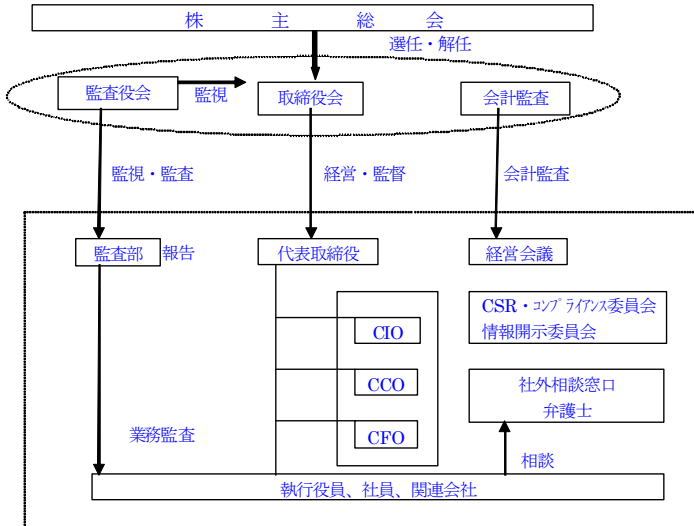 株　主　総　会
選任・解任
監査役会
監視
取締役会
会計監査
監視・監査
経営・監督
会計監査
監査部
報告
代表取締役
経営会議
CSR・コンプライアンス委員会
情報開示委員会
CIO
CCO
社外相談窓口
弁護士
業務監査
CFO
相談
執行役員、社員、関連会社